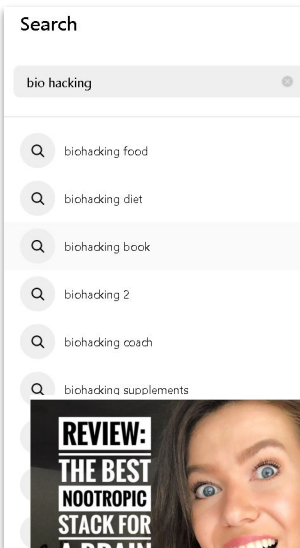 Search
bio hacking
biohacking food
biohacking diet
biohacking book
biohacking 2
biohacking coach
biohacking supplements
REVIEW:
THE BEST
NOOTROPIC
STACK FOR
A BRAIN